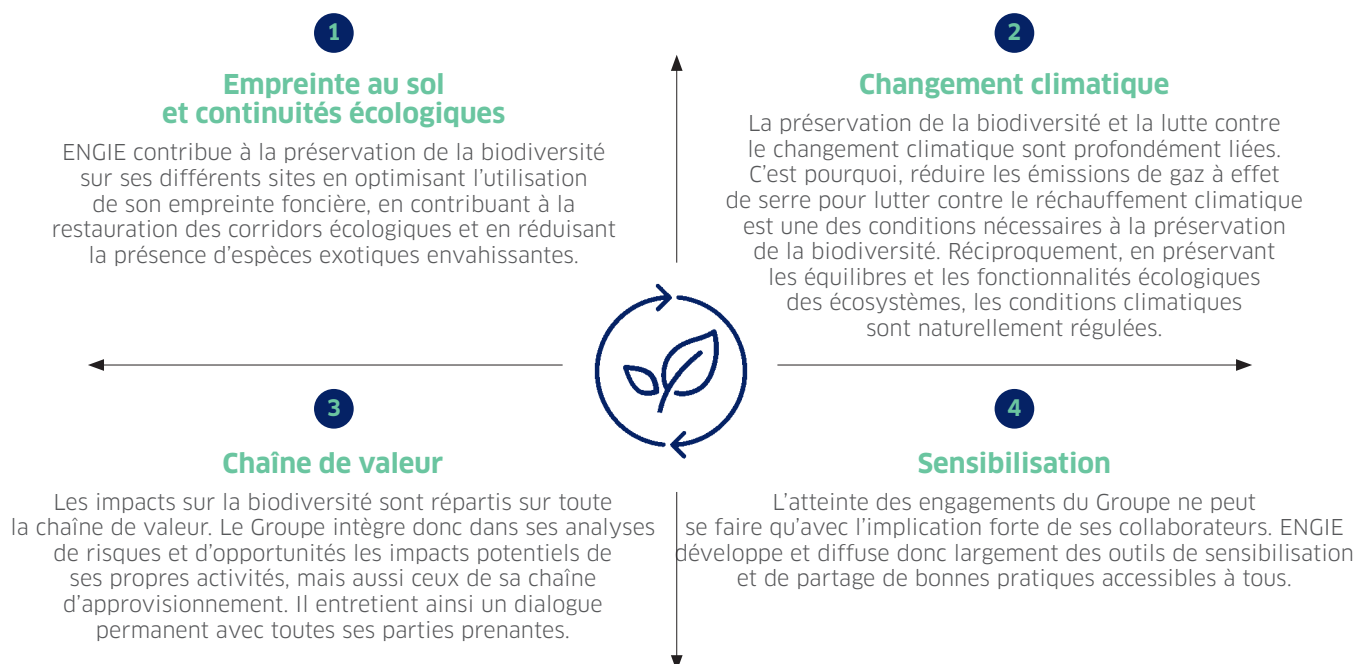 1
Empreinte au sol
et continuités écologiques
ENGIE contribue à la préservation de la biodiversité
sur ses différents sites en optimisant l'utilisation
de son empreinte foncière, en contribuant à la
restauration des corridors écologiques et en réduisant
la présence d'espèces exotiques envahissantes.
2
Changement climatique
La préservation de la biodiversité et la lutte contre
le changement climatique sont profondément liées.
C'est pourquoi, réduire les émissions de gaz à effet
de serre pour lutter contre le réchauffement climatique
est une des conditions nécessaires à la préservation
de la biodiversité. Réciproquement, en préservant
les équilibres et les fonctionnalités écologiques
des écosystèmes, les conditions climatiques
sont naturellement régulées.
3
Chaîne de valeur
Les impacts sur la biodiversité sont répartis sur toute
la chaîne de valeur. Le Groupe intègre donc dans ses analyses
de risques et d'opportunités les impacts potentiels de
ses propres activités, mais aussi ceux de sa chaîne
d'approvisionnement. Il entretient ainsi un dialogue
permanent avec toutes ses parties prenantes.
4
Sensibilisation
L'atteinte des engagements du Groupe ne peut
se faire qu'avec l'implication forte de ses collaborateurs. ENGIE
développe et diffuse donc largement des outils de sensibilisation
et de partage de bonnes pratiques accessibles à tous.